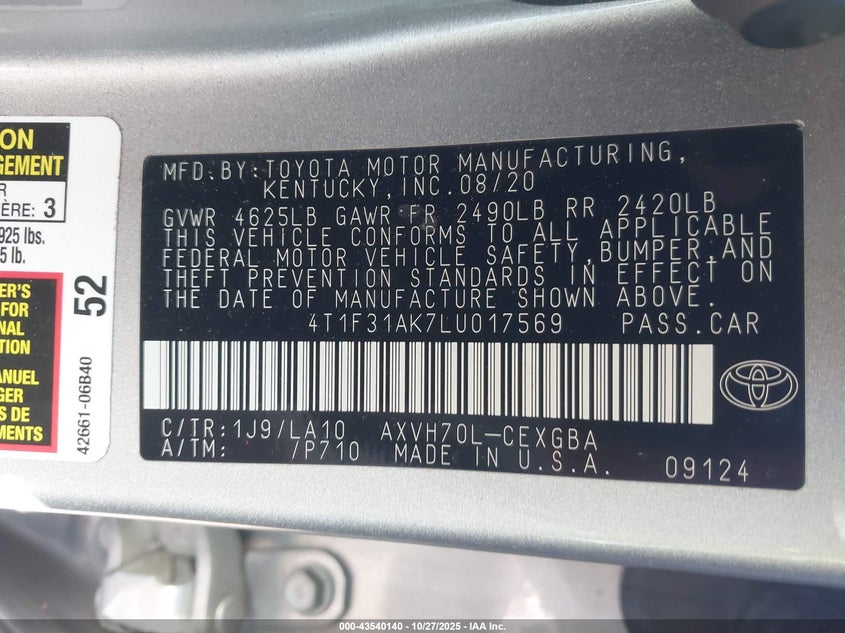 ON
GEMENT
R
ÈRE: 3
925 lbs.
5 lb.
ER'S
FOR
NAL
TION
ANUEL
GER
S DE
MATIONS
52
42661-06B40
MFD.BY:TOYOTA MOTOR MANUFACTURING,
KENTUCKY,INC.08/20
GVWR 4625LB GAWR FR 2490LB RR 2420LB
THIS VEHICLE CONFORMS TO ALL APPLICABLE
FEDERAL MOTOR VEHICLE SAFETY,BUMPER,AND
THEFT PREVENTION STANDARDS IN EFFECT ON
THE DATE OF MANUFACTURE SHOWN ABOVE.
4T1F31AK7LU017569 PASS.CAR
C/TR:1J9/LA10 AXVH70L-CEXGBA
A/TM: /P710 MADE IN U.S.A. 09124
000-43540140 - 10/27/2025 - IAA Inc.